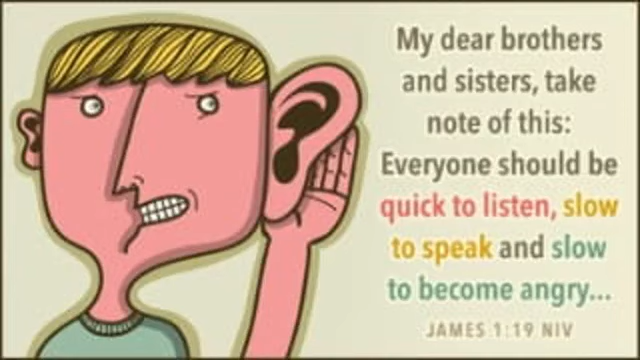 My dear brothers
and sisters, take
note of this:
Everyone should be
quick to listen, slow
to speak and slow
to become angry...
JAMES 1:19 NIV